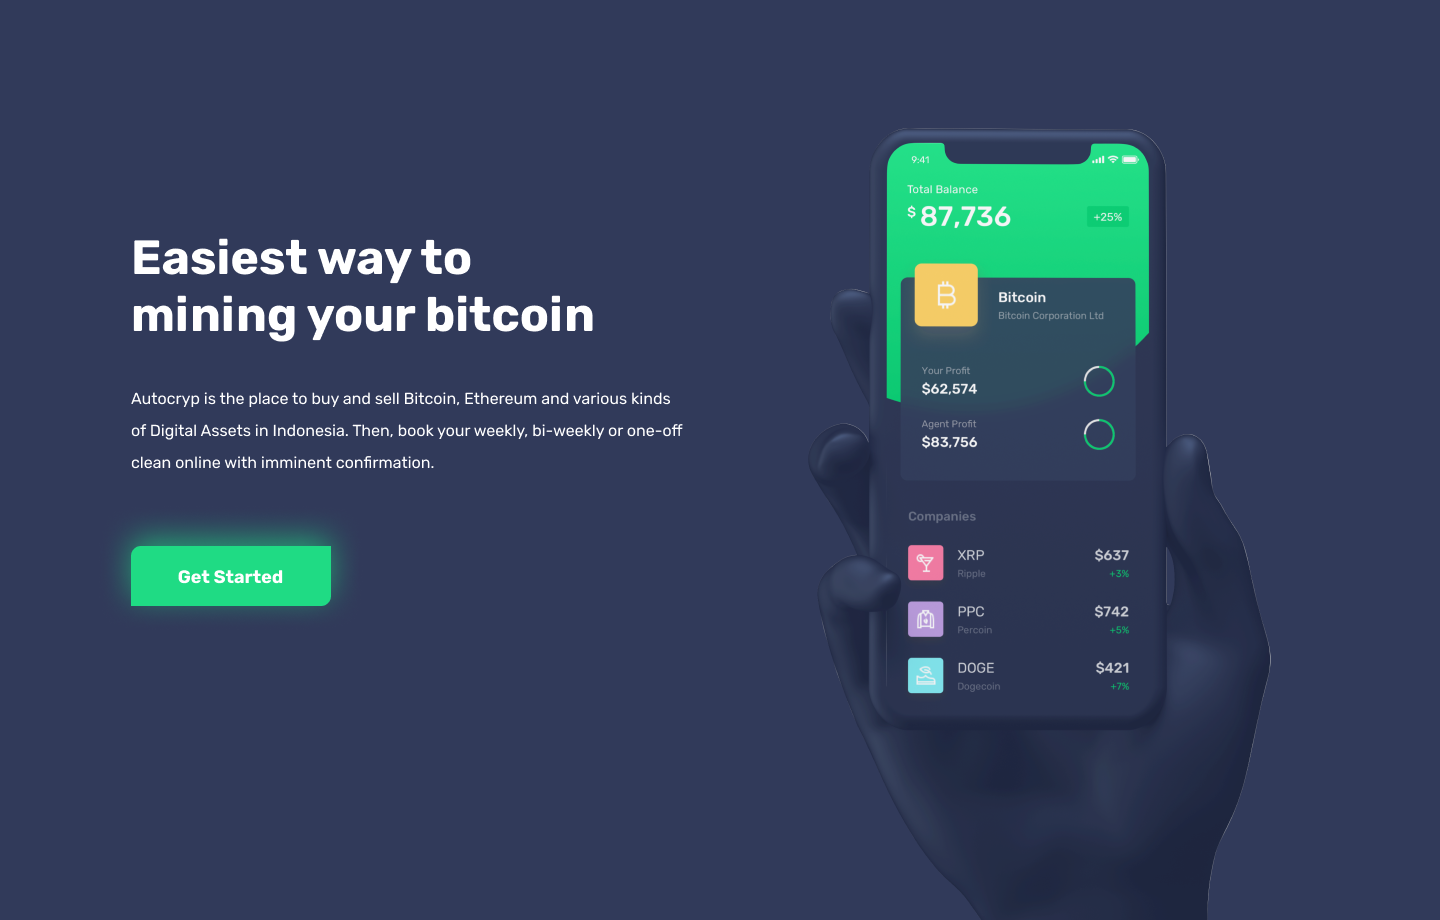 Easiest way to
mining your bitcoin
Autocryp is the place to buy and sell Bitcoin, Ethereum and various kinds
of Digital Assets in Indonesia. Then, book your weekly, bi-weekly or one-off
clean online with imminent confirmation.
Get Started
9:41
Total Balance
$ 87,736
+25%
Bitcoin
Bitcoin Corporation Ltd
Your Profit
$62,574
Agent Profit
$83,756
Companies
XRP $637
Ripple +3%
PPC $742
Percoin +5%
DOGE $421
Dogecoin +7%